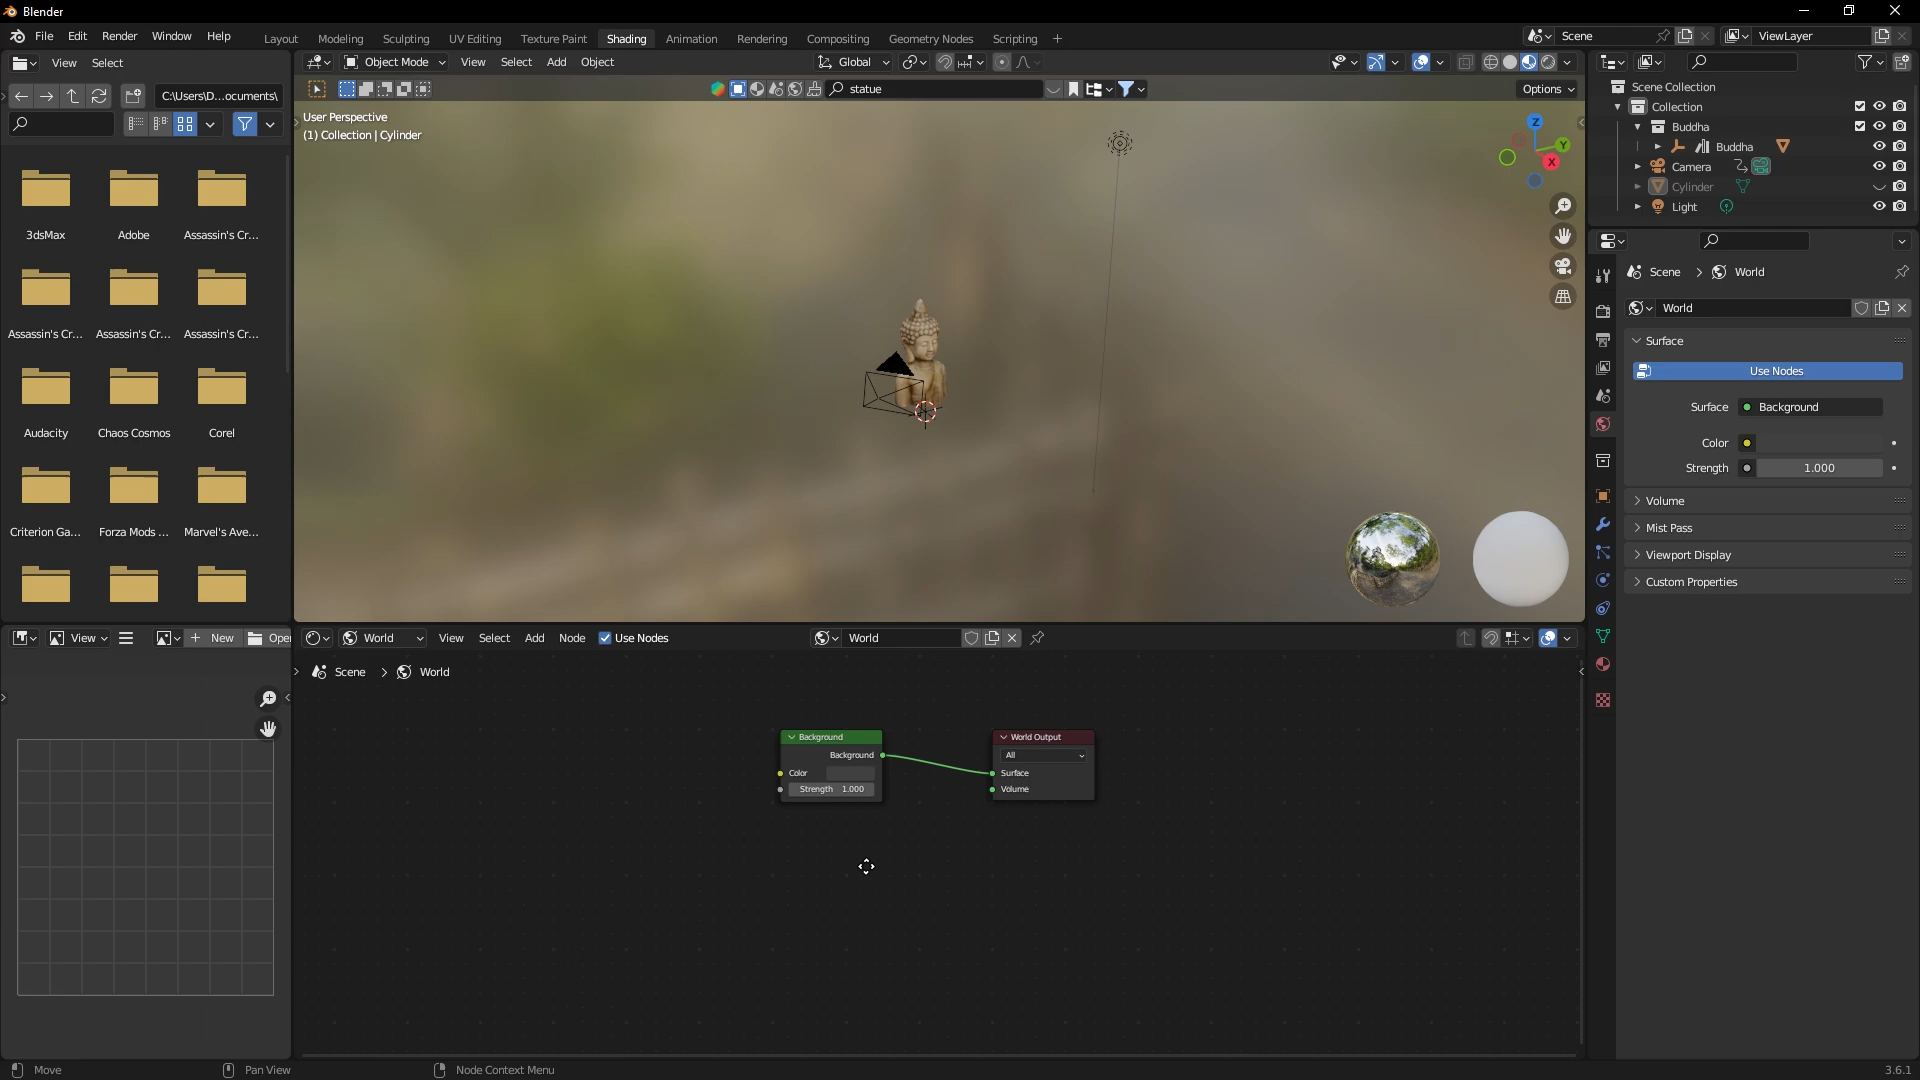 Blender
File Edit Render Window Help
Layout Modeling Sculpting UV Editing Texture Paint Shading Animation Rendering Compositing Geometry Nodes Scripting +
Scene
ViewLayer
View Select
Object Mode View Select Add Object
Global
C:\Users\D...ocuments\
statue
Options
User Perspective
(1) Collection | Cylinder
Z
Y
X
3dsMax Adobe Assassin's Cr...
Assassin's Cr... Assassin's Cr... Assassin's Cr...
Audacity Chaos Cosmos Corel
Criterion Ga... Forza Mods ... Marvel's Ave...
Scene Collection
Collection
Buddha
Buddha
Camera
Cylinder
Light
Scene > World
World
Surface
Use Nodes
Surface Background
Color
Strength 1.000
Volume
Mist Pass
Viewport Display
Custom Properties
View + New Open
World View Select Add Node Use Nodes World
Scene > World
Background
Background
Color
Strength 1.000
World Output
All
Surface
Volume
Move Pan View Node Context Menu
3.6.1